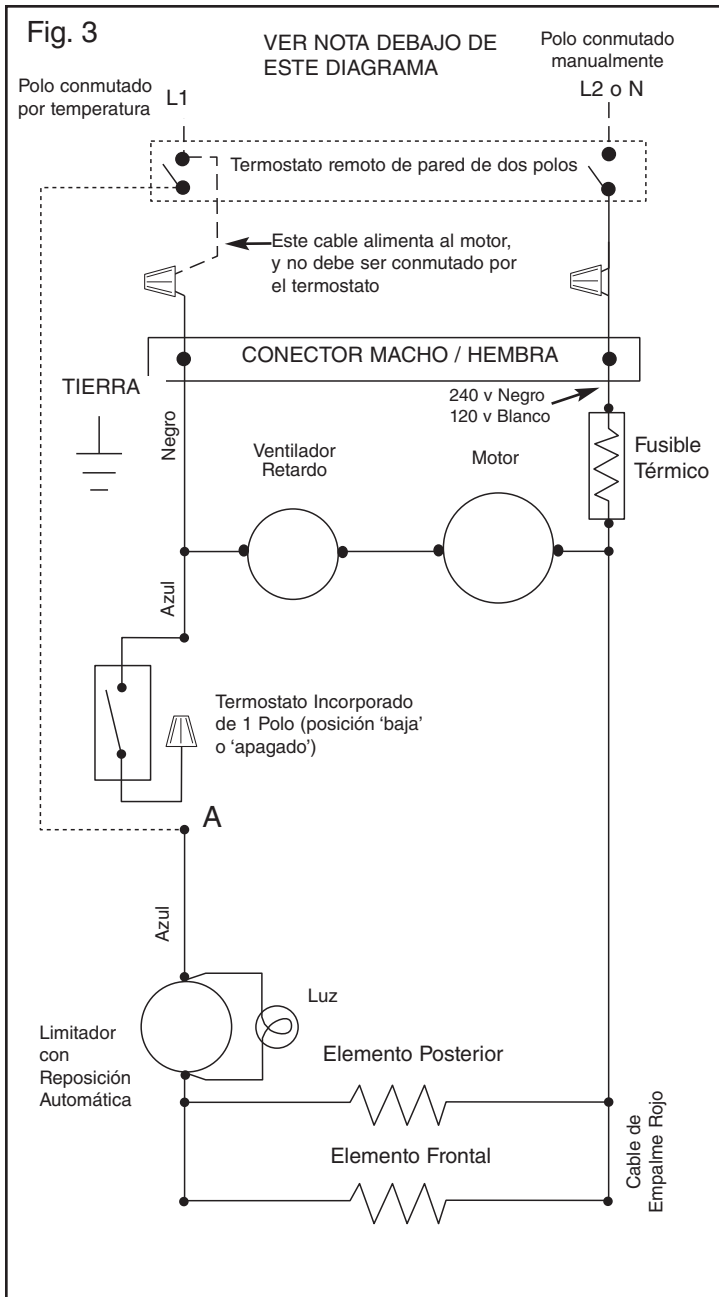 Fig. 3
VER NOTA DEBAJO DE
ESTE DIAGRAMA
Polo conmutado
manualmente
L2 o N
Polo conmutado
por temperatura
L1
Termostato remoto de pared de dos polos
Este cable alimenta al motor,
y no debe ser conmutado por
el termostato
CONECTOR MACHO / HEMBRA
TIERRA
240 v Negro
120 v Blanco
Negro
Ventilador
Retardo
Motor
Fusible
Térmico
Azul
Termostato Incorporado
de 1 Polo (posición 'baja'
o 'apagado')
A
Azul
Luz
Limitador
con
Reposición
Automática
Elemento Posterior
Elemento Frontal
Cable de
Empalme Rojo